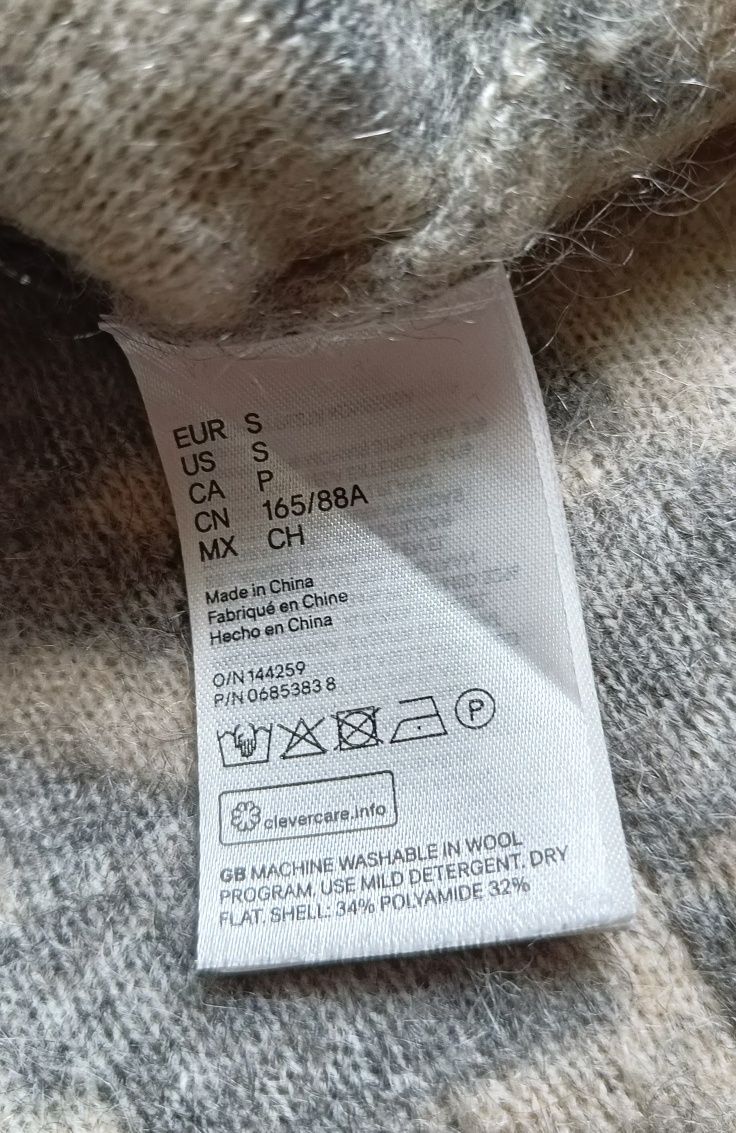 EUR S
US S
CA P
CN 165/88A
MX CH
Made in China
Fabriqué en Chine
Hecho en China
O/N 144259
P/N 0685383 8
P
clevercare.info
GB MACHINE WASHABLE IN WOOL
PROGRAM. USE MILD DETERGENT. DRY
FLAT. SHELL: 34% POLYAMIDE 32%